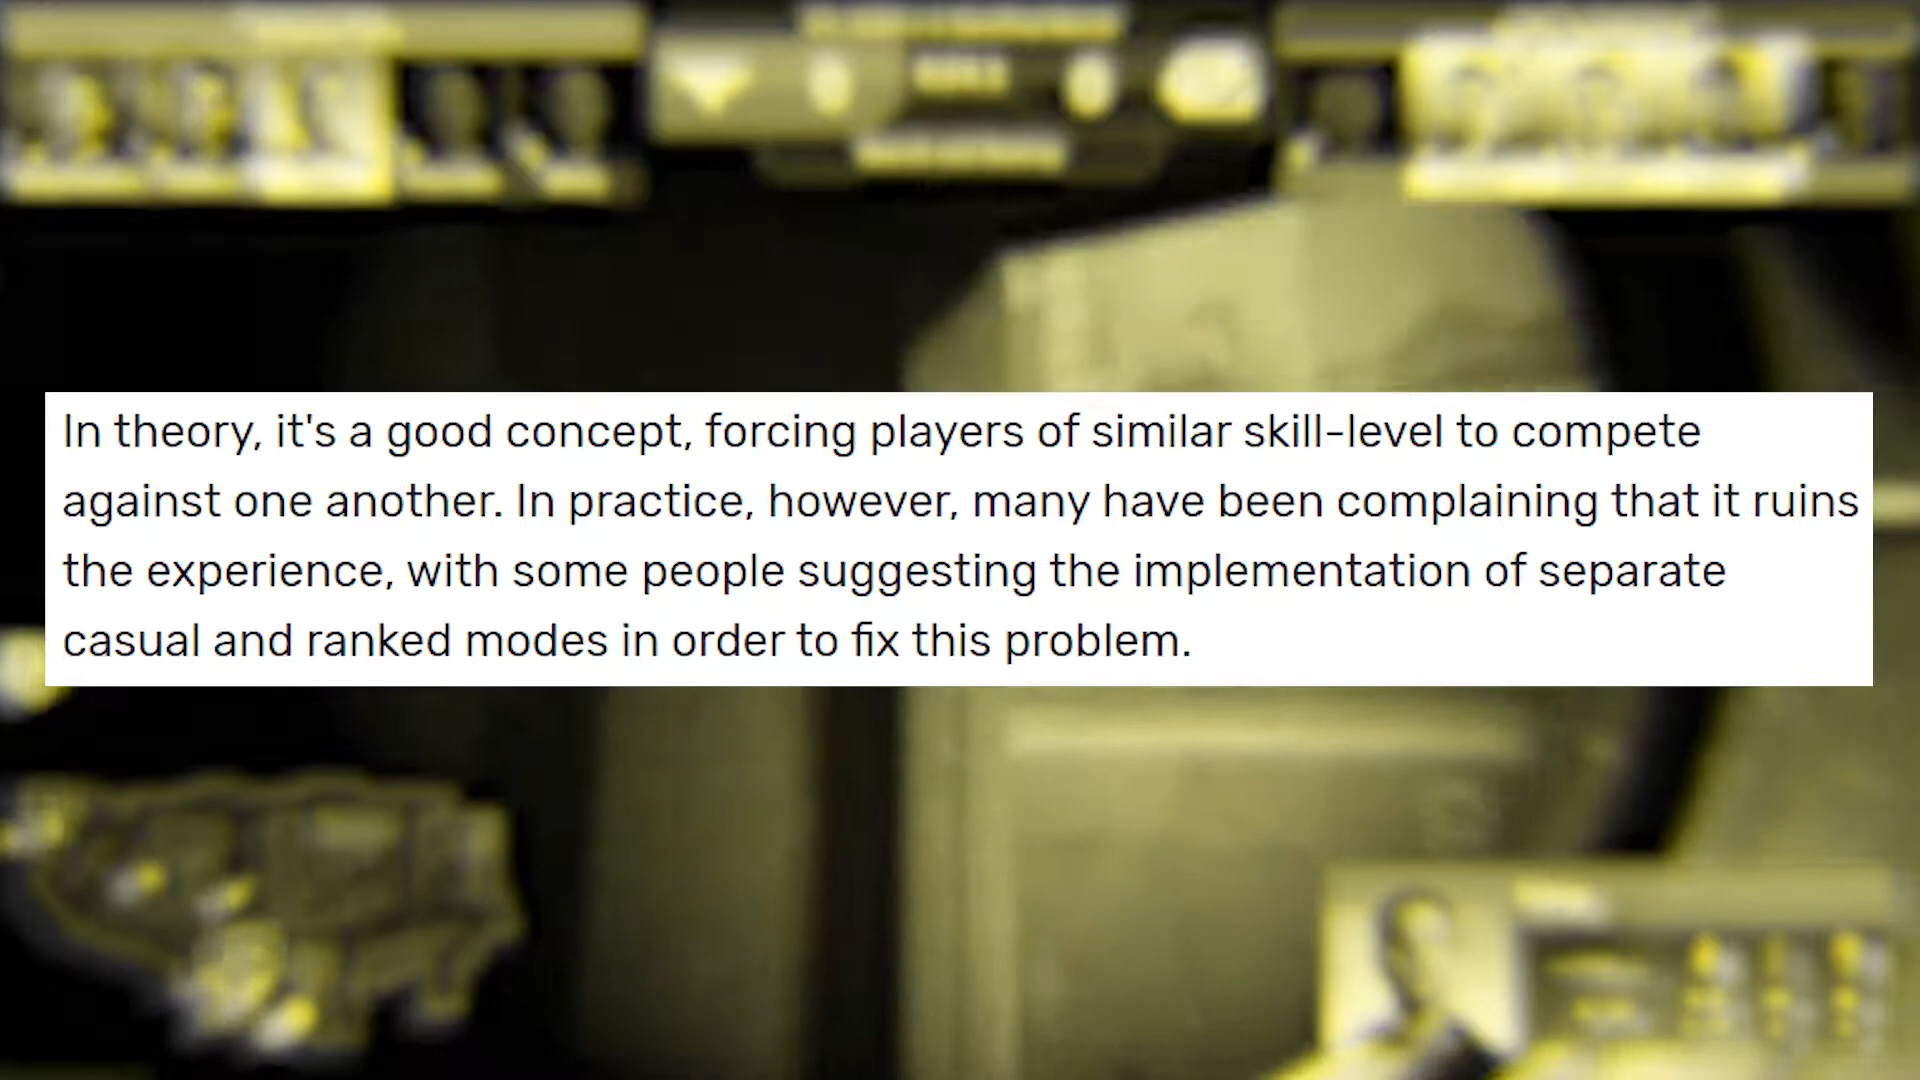 In theory, it's a good concept, forcing players of similar skill-level to compete
against one another. In practice, however, many have been complaining that it ruins
the experience, with some people suggesting the implementation of separate
casual and ranked modes in order to fix this problem.